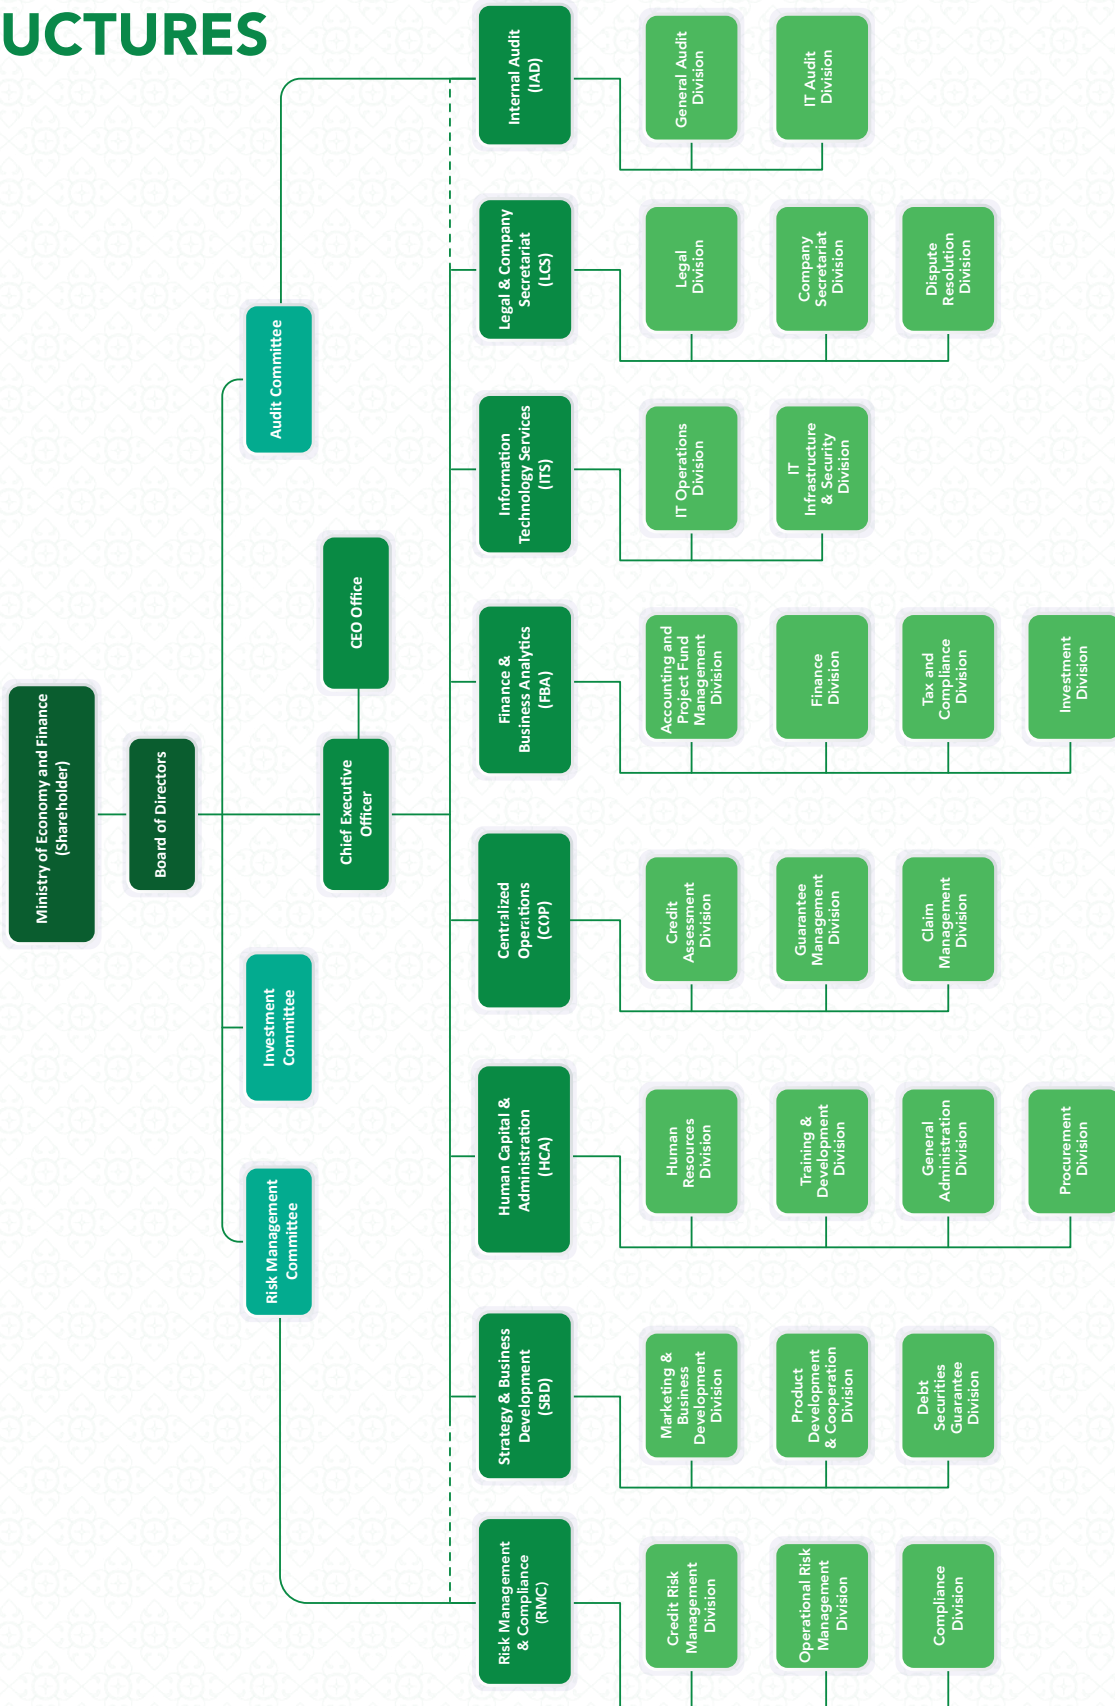 UCTURES
Ministry of Economy and Finance
(Shareholder)
Board of Directors
Risk Management
Committee
Investment
Committee
Audit Committee
Chief Executive
Officer
CEO Office
Risk Management
& Compliance
(RMC)
Credit Risk
Management
Division
Operational Risk
Management
Division
Compliance
Division
Strategy & Business
Development
(SBD)
Marketing &
Business
Development
Division
Product
Development
& Cooperation
Division
Debt
Securities
Guarantee
Division
Human Capital &
Administration
(HCA)
Human
Resources
Division
Training &
Development
Division
General
Administration
Division
Procurement
Division
Centralized
Operations
(COP)
Credit
Assessment
Division
Guarantee
Management
Division
Claim
Management
Division
Finance &
Business Analytics
(FBA)
Accounting and
Project Fund
Management
Division
Finance
Division
Tax and
Compliance
Division
Investment
Division
Information
Technology Services
(ITS)
IT Operations
Division
IT
Infrastructure
& Security
Division
Legal & Company
Secretariat
(LCS)
Legal
Division
Company
Secretariat
Division
Dispute
Resolution
Division
Internal Audit
(IAD)
General Audit
Division
IT Audit
Division